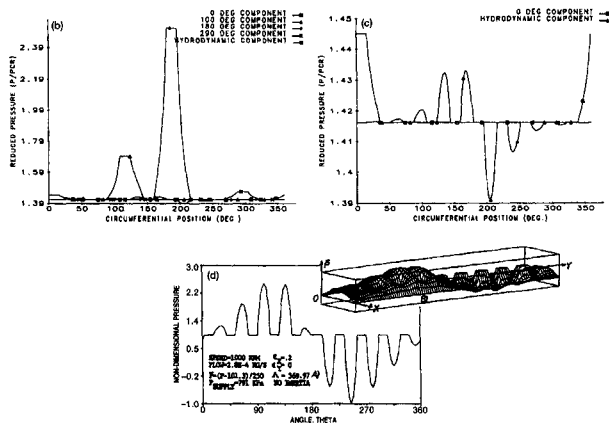 (b)
0 DEG COMPONENT
100 DEG COMPONENT
180 DEG COMPONENT
290 DEG COMPONENT
HYDRODYNAMIC COMPONENT
REDUCED PRESSURE (P/PCR)
2.39
2.19
1.99
1.79
1.59
1.39
0 50 100 150 200 250 300 350
CIRCUMFERENTIAL POSITION (DEG.)
(c)
0 DEG COMPONENT
HYDRODYNAMIC COMPONENT
REDUCED PRESSURE (P/PCR)
1.45
1.44
1.43
1.42
1.41
1.40
1.39
0 50 100 150 200 250 300 350
CIRCUMFERENTIAL POSITION (DEG.)
(d)
NON-DIMENSIONAL PRESSURE
3.0
2.2
1.4
0.5
-0.5
-1.0
SPEED=1000 RPM
NO INERTIA
0 90 180 270 360
ANGLE, THETA
P
O
X
Y